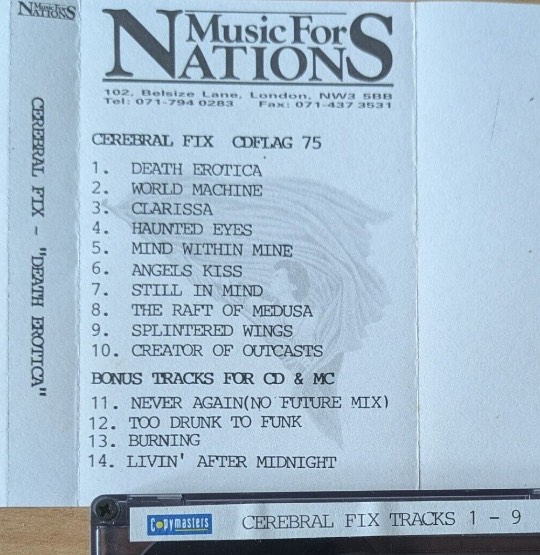 Music For
NATIONS
CEREBRAL FIX - "DEATH EROTICA"
Music For
NATIONS
102, Belsize Lane, London, NW3 5BB
Tel: 071-794 0283 Fax: 071-437 3531
CEREBRAL FIX CDFLAG 75
1. DEATH EROTICA
2. WORLD MACHINE
3. CLARISSA
4. HAUNTED EYES
5. MIND WITHIN MINE
6. ANGELS KISS
7. STILL IN MIND
8. THE RAFT OF MEDUSA
9. SPLINTERED WINGS
10. CREATOR OF OUTCASTS
BONUS TRACKS FOR CD & MC
11. NEVER AGAIN(NO FUTURE MIX)
12. TOO DRUNK TO FUNK
13. BURNING
14. LIVIN' AFTER MIDNIGHT
Copymasters
CEREBRAL FIX TRACKS 1 - 9